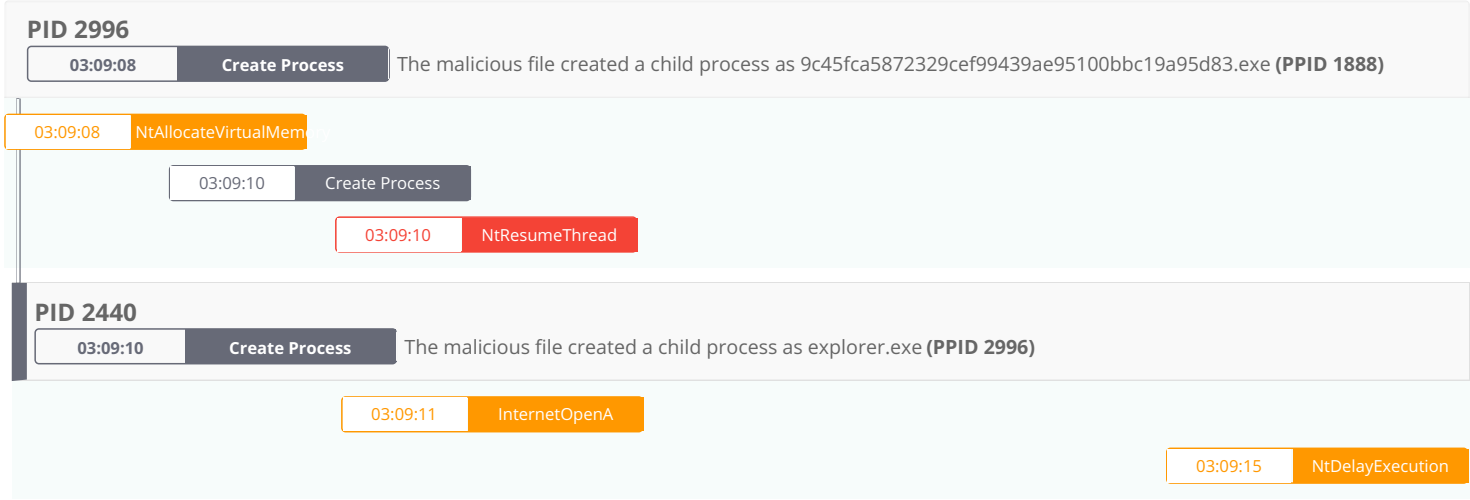 PID 2996
03:09:08 Create Process The malicious file created a child process as 9c45fca5872329cef99439ae95100bbc19a95d83.exe (PPID 1888)
03:09:08 NtAllocateVirtualMemory
03:09:10 Create Process
03:09:10 NtResumeThread
PID 2440
03:09:10 Create Process The malicious file created a child process as explorer.exe (PPID 2996)
03:09:11 InternetOpenA
03:09:15 NtDelayExecution